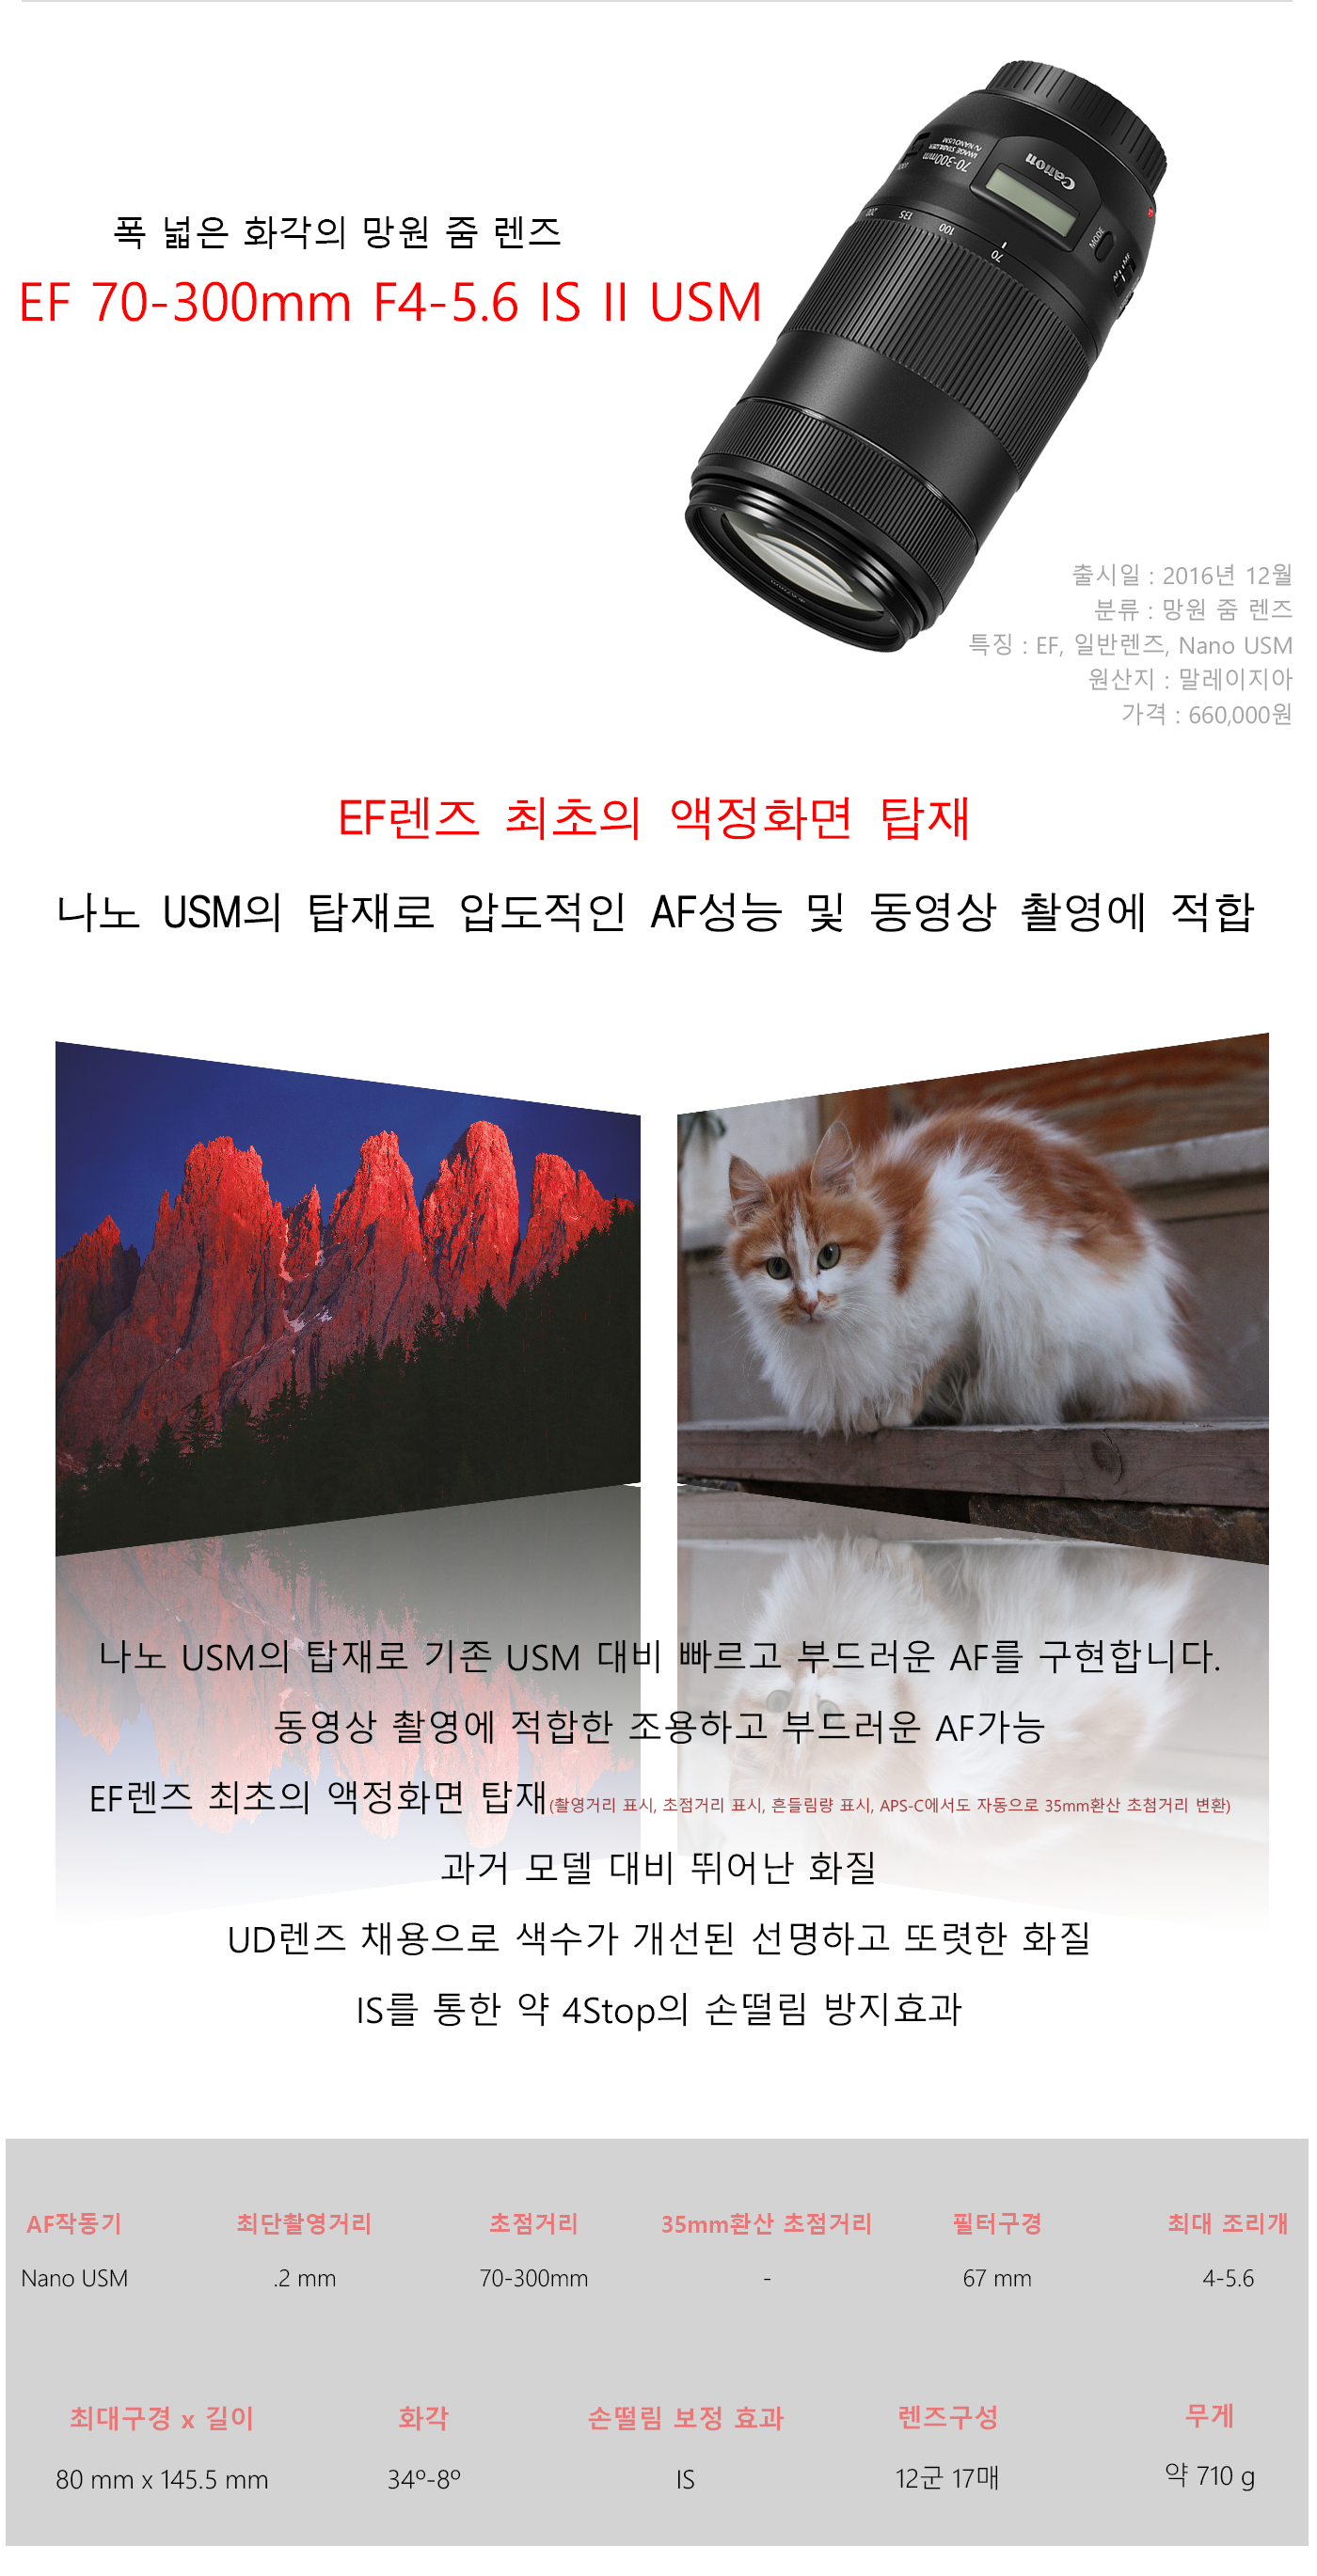 폭 넓은 화각의 망원 줌 렌즈
EF 70-300mm F4-5.6 IS II USM
Canon
IMAGE STABILIZER
NANO USM
70-300mm
MODE
AF MF
200 135 100 70
출시일 : 2016년 12월
분류 : 망원 줌 렌즈
특징 : EF, 일반렌즈, Nano USM
원산지 : 말레이지아
가격 : 660,000원
EF렌즈 최초의 액정화면 탑재
나노 USM의 탑재로 압도적인 AF성능 및 동영상 촬영에 적합
나노 USM의 탑재로 기존 USM 대비 빠르고 부드러운 AF를 구현합니다.
동영상 촬영에 적합한 조용하고 부드러운 AF가능
EF렌즈 최초의 액정화면 탑재(촬영거리 표시, 초점거리 표시, 흔들림량 표시, APS-C에서도 자동으로 35mm환산 초첨거리 변환)
과거 모델 대비 뛰어난 화질
UD렌즈 채용으로 색수가 개선된 선명하고 또렷한 화질
IS를 통한 약 4Stop의 손떨림 방지효과
AF작동기 최단촬영거리 초점거리 35mm환산 초점거리 필터구경 최대 조리개
Nano USM .2 mm 70-300mm - 67 mm 4-5.6
최대구경 x 길이 화각 손떨림 보정 효과 렌즈구성 무게
80 mm x 145.5 mm 34º-8º IS 12군 17매 약 710 g